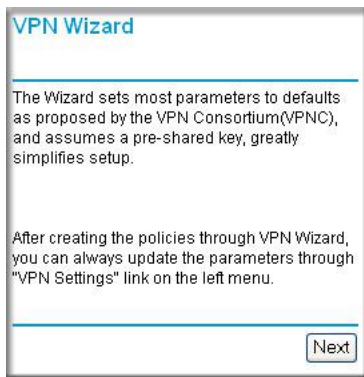 VPN Wizard
The Wizard sets most parameters to defaults
as proposed by the VPN Consortium(VPNC),
and assumes a pre-shared key, greatly
simplifies setup.
After creating the policies through VPN Wizard,
you can always update the parameters through
"VPN Settings" link on the left menu.
Next